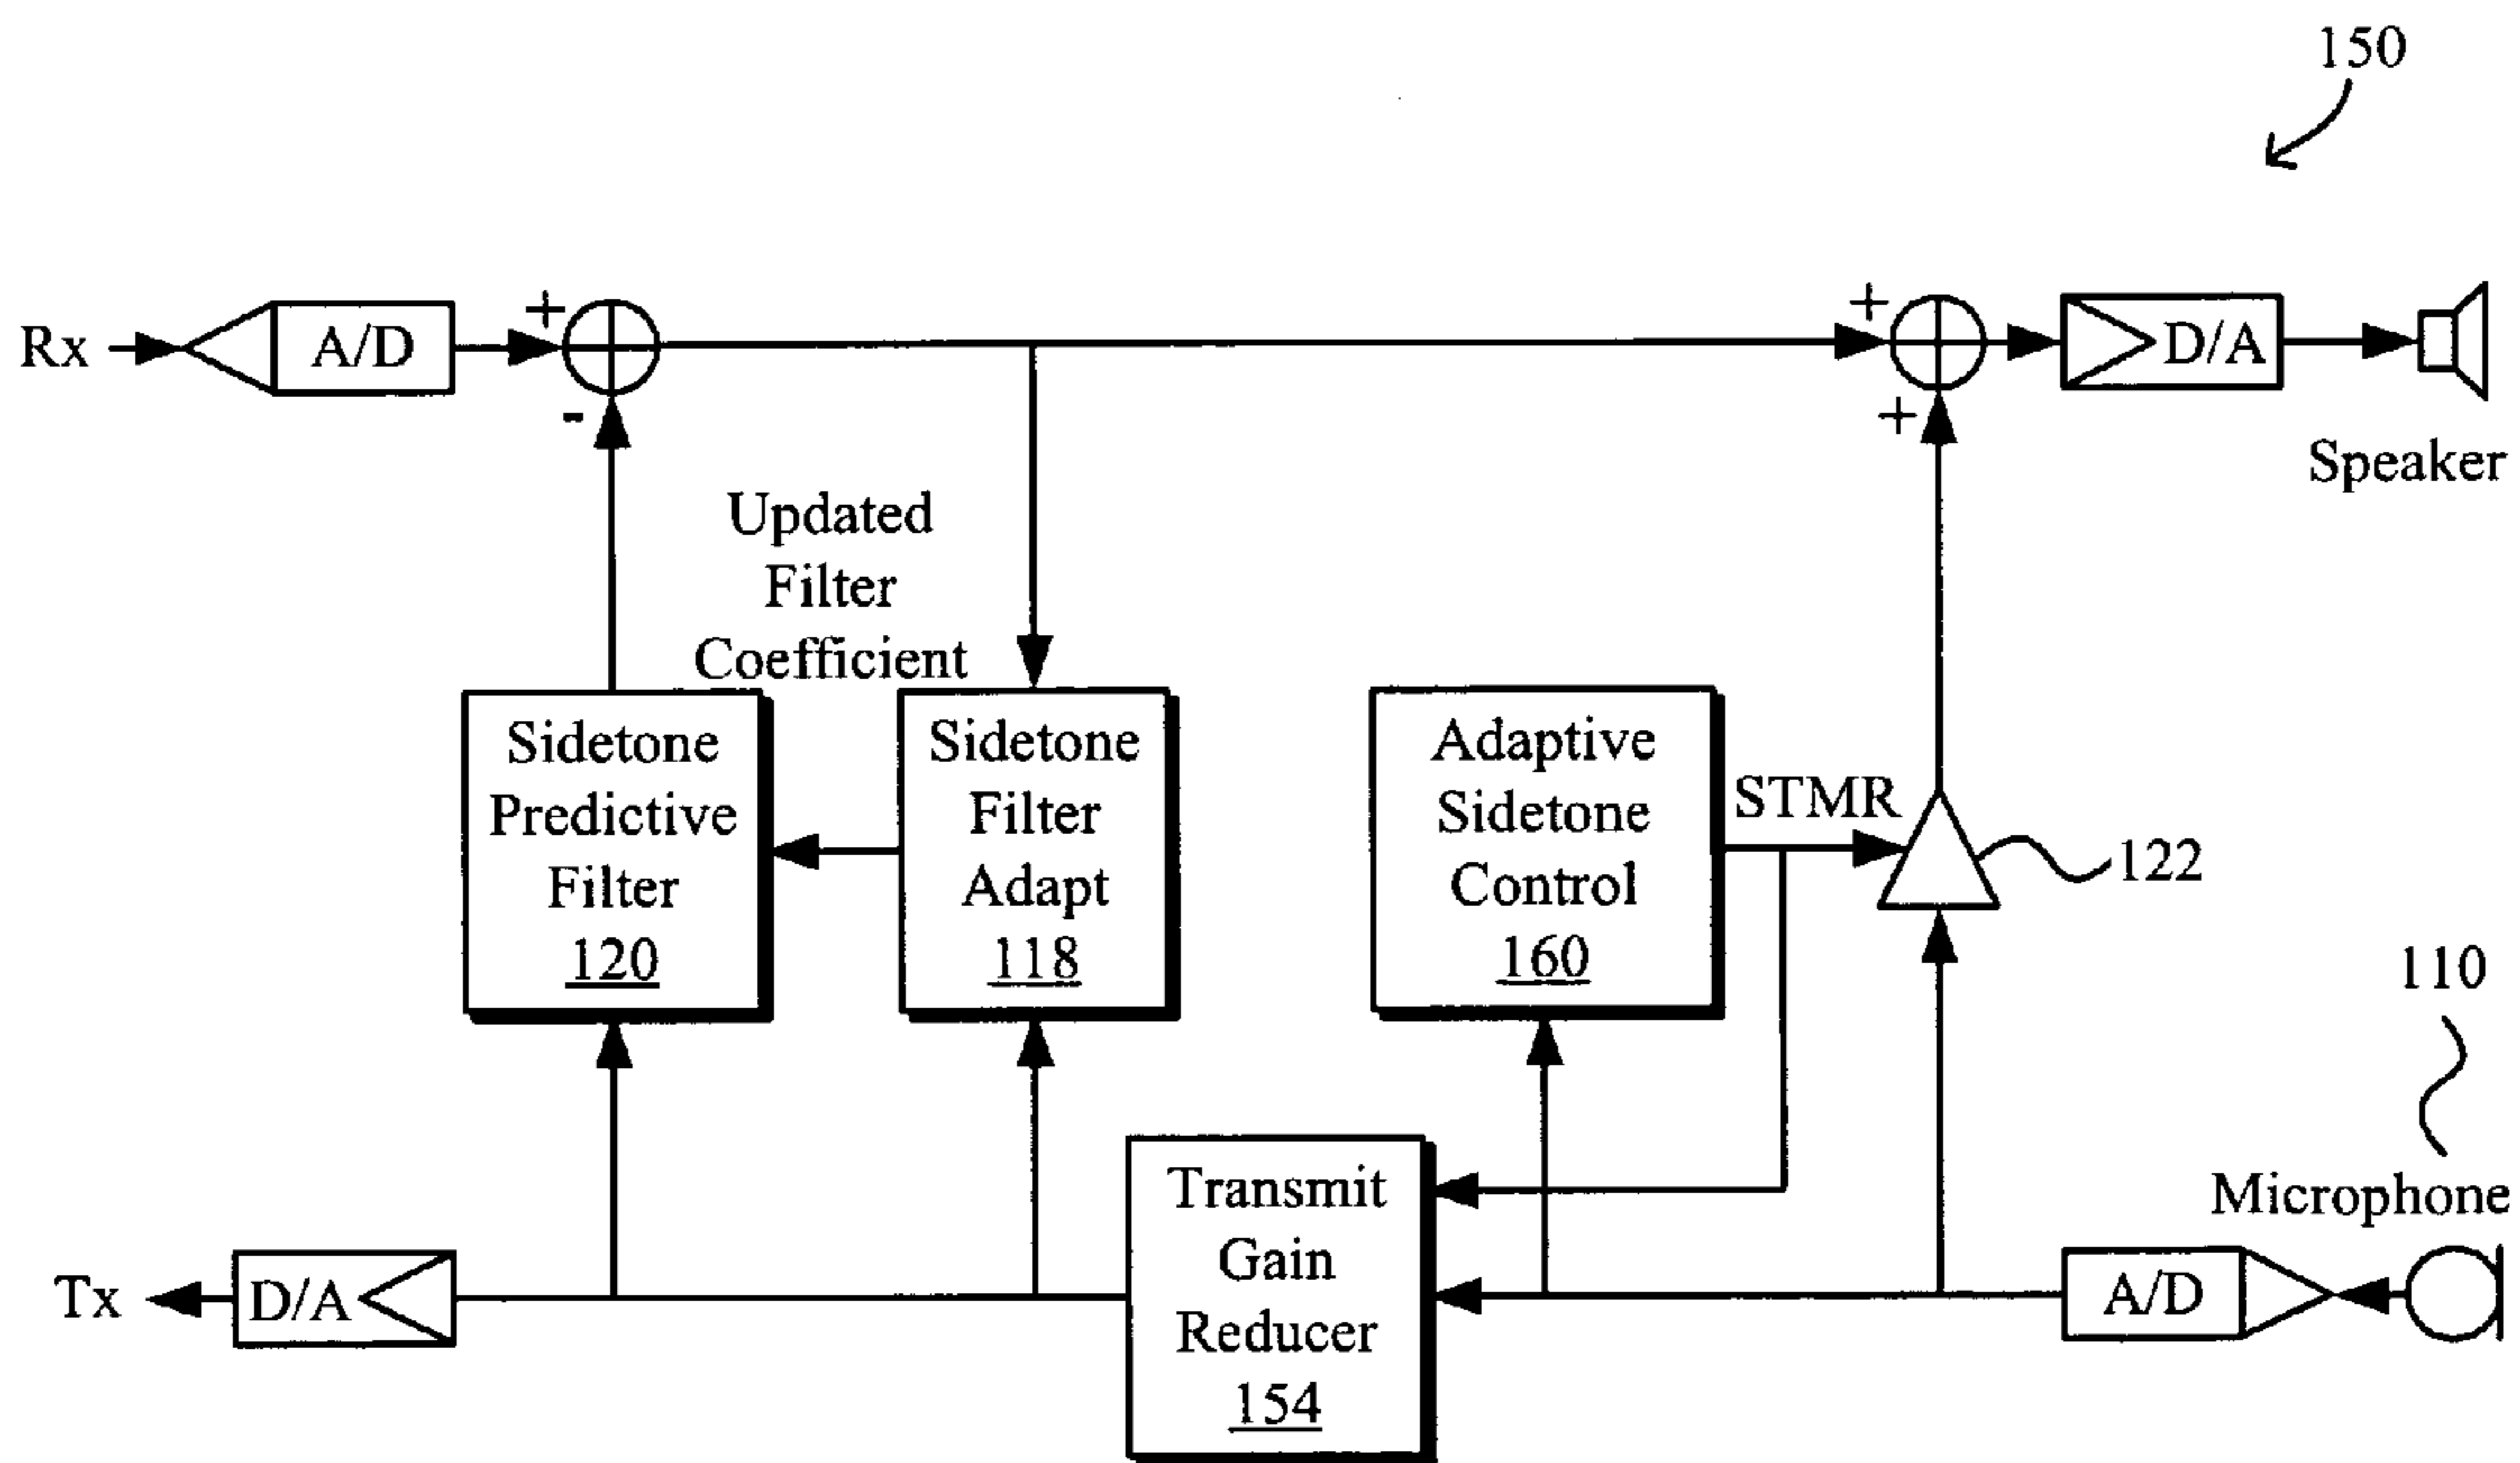 150
Rx
A/D
+
-
+
+
D/A
Speaker
Updated
Filter
Coefficient
Sidetone
Predictive
Filter
120
Sidetone
Filter
Adapt
118
Adaptive
Sidetone
Control
160
STMR
122
110
Microphone
Transmit
Gain
Reducer
154
Tx
D/A
A/D